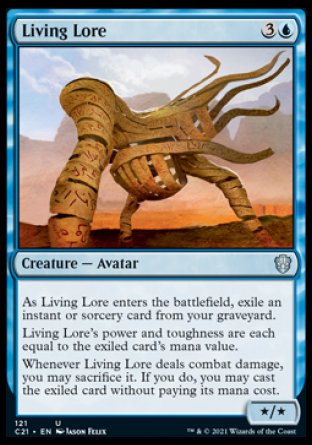 Living Lore 3
Creature — Avatar
As Living Lore enters the battlefield, exile an
instant or sorcery card from your graveyard.
Living Lore's power and toughness are each
equal to the exiled card's mana value.
Whenever Living Lore deals combat damage,
you may sacrifice it. If you do, you may cast
the exiled card without paying its mana cost.
*/*
121 U
C21 • EN Jason Felix ™ & © 2021 Wizards of the Coast